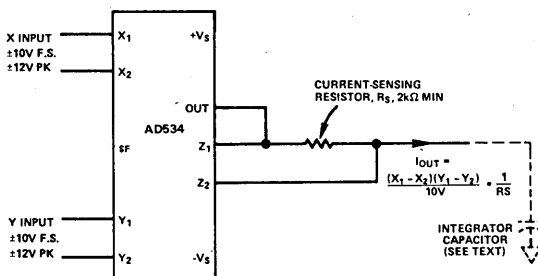 X INPUT
±10V F.S.
±12V PK
X1
X2
+VS
OUT
AD534
SF
Z1
Z2
CURRENT-SENSING
RESISTOR, RS, 2kΩ MIN
IOUT =
(X1 - X2)(Y1 - Y2)
10V
• 1
RS
Y INPUT
±10V F.S.
±12V PK
Y1
Y2
-VS
INTEGRATOR
CAPACITOR
(SEE TEXT)